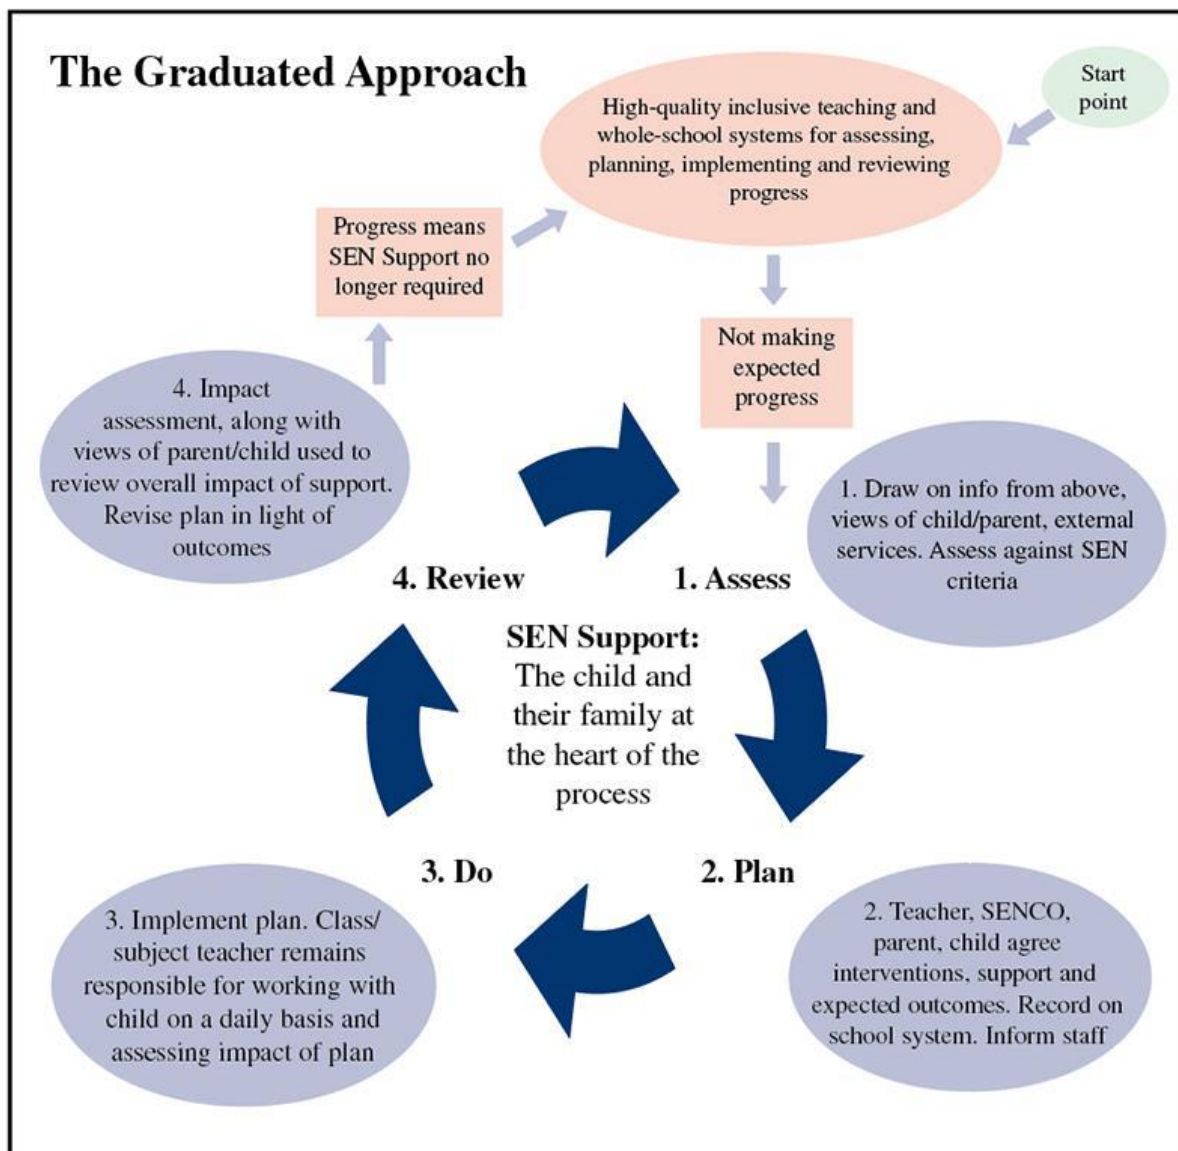 The Graduated Approach
Start
point
High-quality inclusive teaching and
whole-school systems for assessing,
planning, implementing and reviewing
progress
Progress means
SEN Support no
longer required
Not making
expected
progress
4. Impact
assessment, along with
views of parent/child used to
review overall impact of support.
Revise plan in light of
outcomes
1. Draw on info from above,
views of child/parent, external
services. Assess against SEN
criteria
4. Review
1. Assess
SEN Support:
The child and
their family at
the heart of the
process
3. Do
2. Plan
3. Implement plan. Class/
subject teacher remains
responsible for working with
child on a daily basis and
assessing impact of plan
2. Teacher, SENCO,
parent, child agree
interventions, support and
expected outcomes. Record on
school system. Inform staff